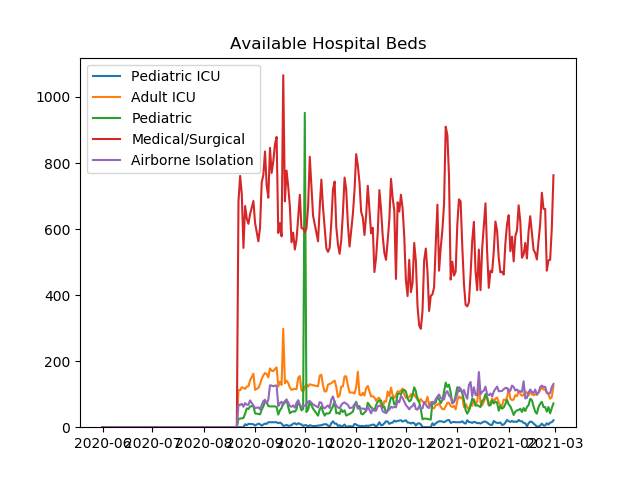 Available Hospital Beds
Pediatric ICU
Adult ICU
Pediatric
Medical/Surgical
Airborne Isolation
1000
800
600
400
200
0
2020-06 2020-07 2020-08 2020-09 2020-10 2020-11 2020-12 2021-01 2021-02 2021-03